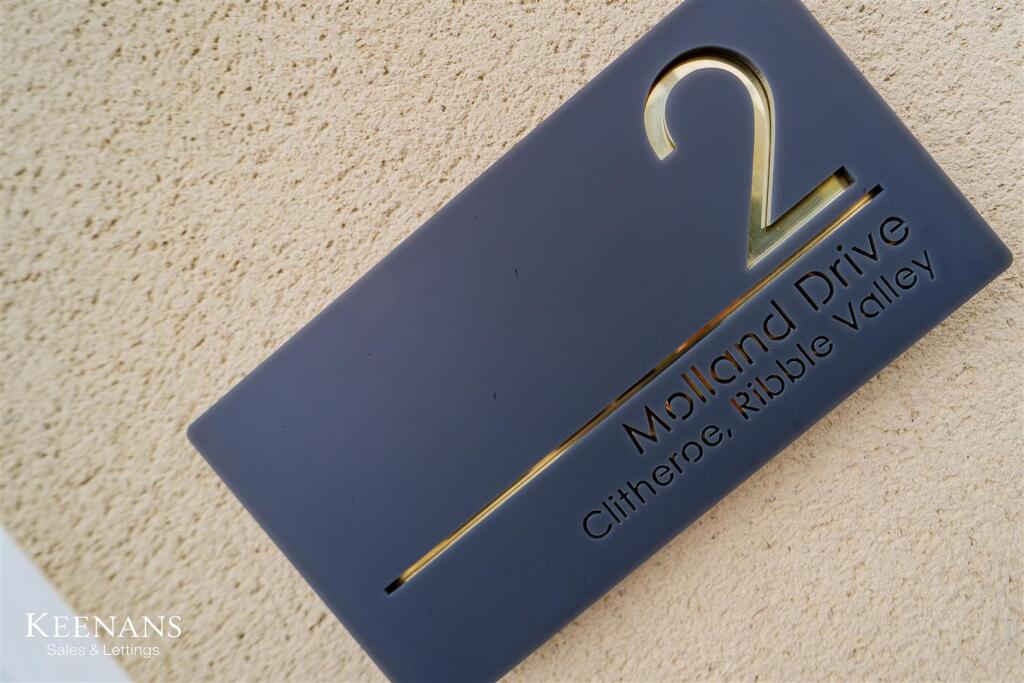 2
Molland Drive
Clitheroe, Ribble Valley
KEENANS
Sales & Lettings